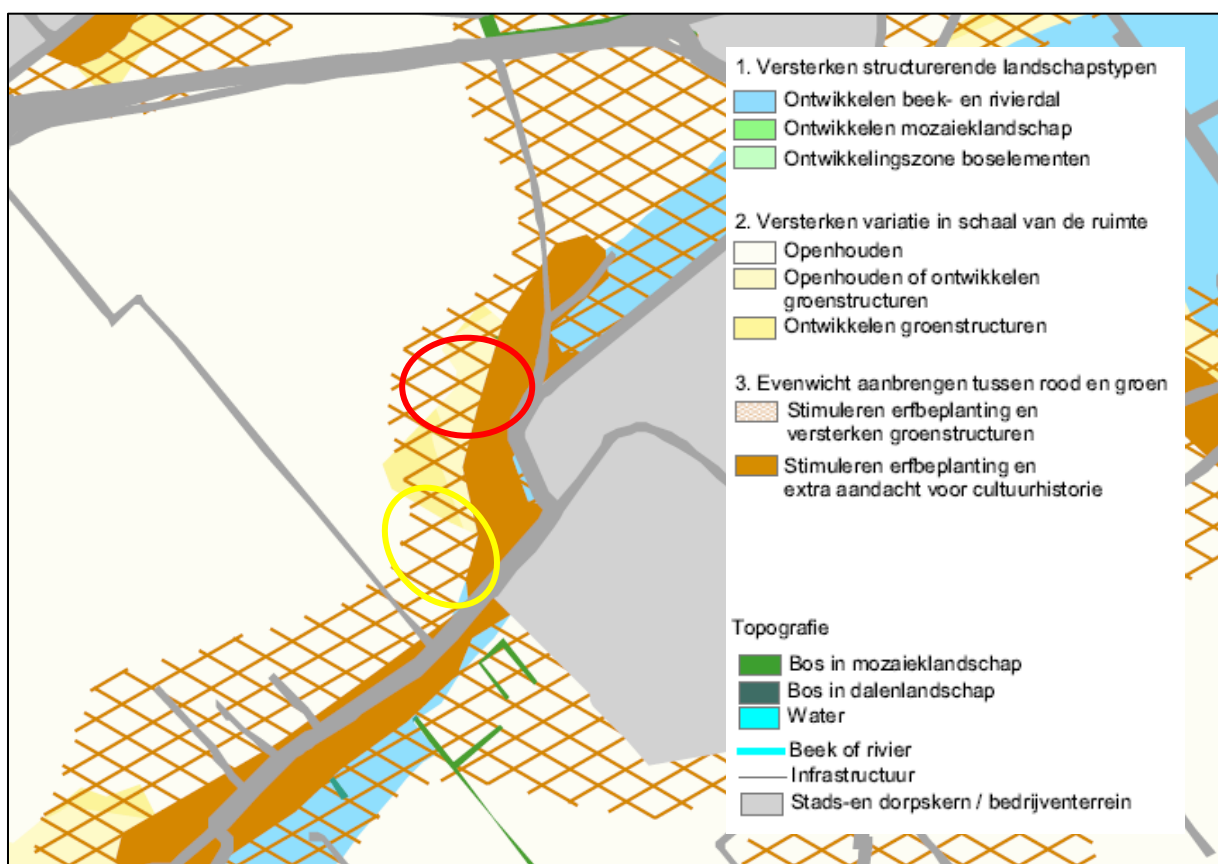 1. Versterken structurerende landschapstypen
Ontwikkelen beek- en rivierdal
Ontwikkelen mozaieklandschap
Ontwikkelingszone boselementen
2. Versterken variatie in schaal van de ruimte
Openhouden
Openhouden of ontwikkelen
groenstructuren
Ontwikkelen groenstructuren
3. Evenwicht aanbrengen tussen rood en groen
Stimuleren erfbeplanting en
versterken groenstructuren
Stimuleren erfbeplanting en
extra aandacht voor cultuurhistorie
Topografie
Bos in mozaieklandschap
Bos in dalenlandschap
Water
Beek of rivier
Infrastructuur
Stads-en dorpskern / bedrijventerrein